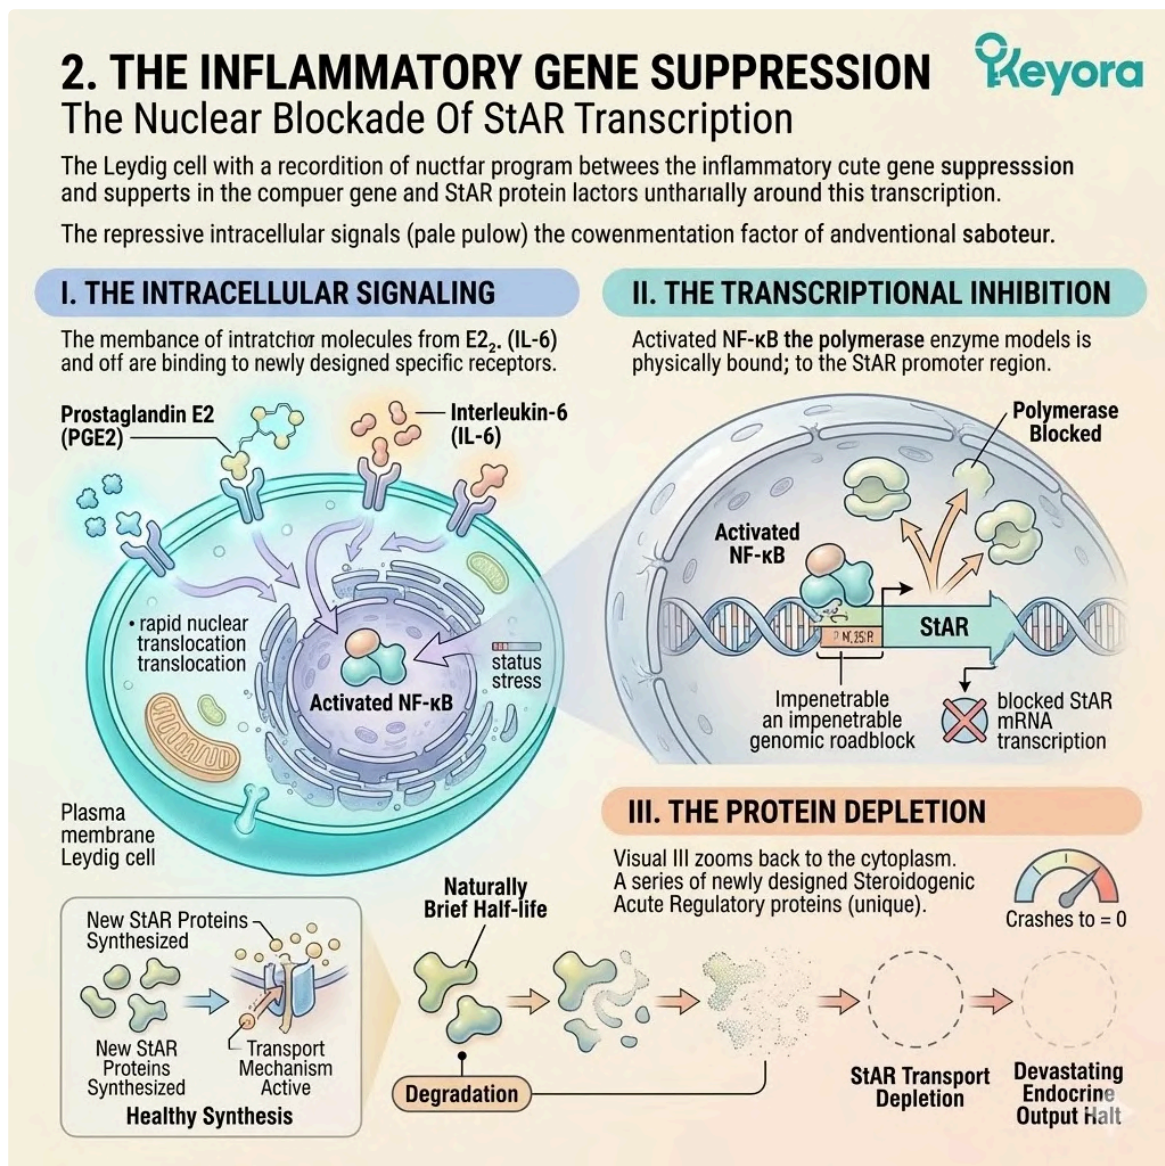 Keyora
2. THE INFLAMMATORY GENE SUPPRESSION
The Nuclear Blockade Of StAR Transcription
The Leydig cell with a recordition of nuctfar program betwees the inflammatory cute gene suppresssion
and supperts in the compuer gene and StAR protein lactors untharially around this transcription.
The repressive intracellular signals (pale pulow) the cowenmentation factor of andventional saboteur.
I. THE INTRACELLULAR SIGNALING
The membance of intratchor molecules from E2₂. (IL-6)
and off are binding to newly designed specific receptors.
Prostaglandin E2
(PGE2)
Interleukin-6
(IL-6)
• rapid nuclear
translocation
translocation
status
stress
Activated NF-κB
Plasma
membrane
Leydig cell
II. THE TRANSCRIPTIONAL INHIBITION
Activated NF-κB the polymerase enzyme models is
physically bound; to the StAR promoter region.
Polymerase
Blocked
Activated
NF-κB
StAR
Impenetrable
an impenetrable
genomic roadblock
blocked StAR
mRNA
transcription
III. THE PROTEIN DEPLETION
Visual III zooms back to the cytoplasm.
A series of newly designed Steroidogenic
Acute Regulatory proteins (unique).
Crashes to = 0
New StAR Proteins
Synthesized
New StAR
Proteins
Synthesized
Transport
Mechanism
Active
Healthy Synthesis
Naturally
Brief Half-life
Degradation
StAR Transport
Depletion
Devastating
Endocrine
Output Halt